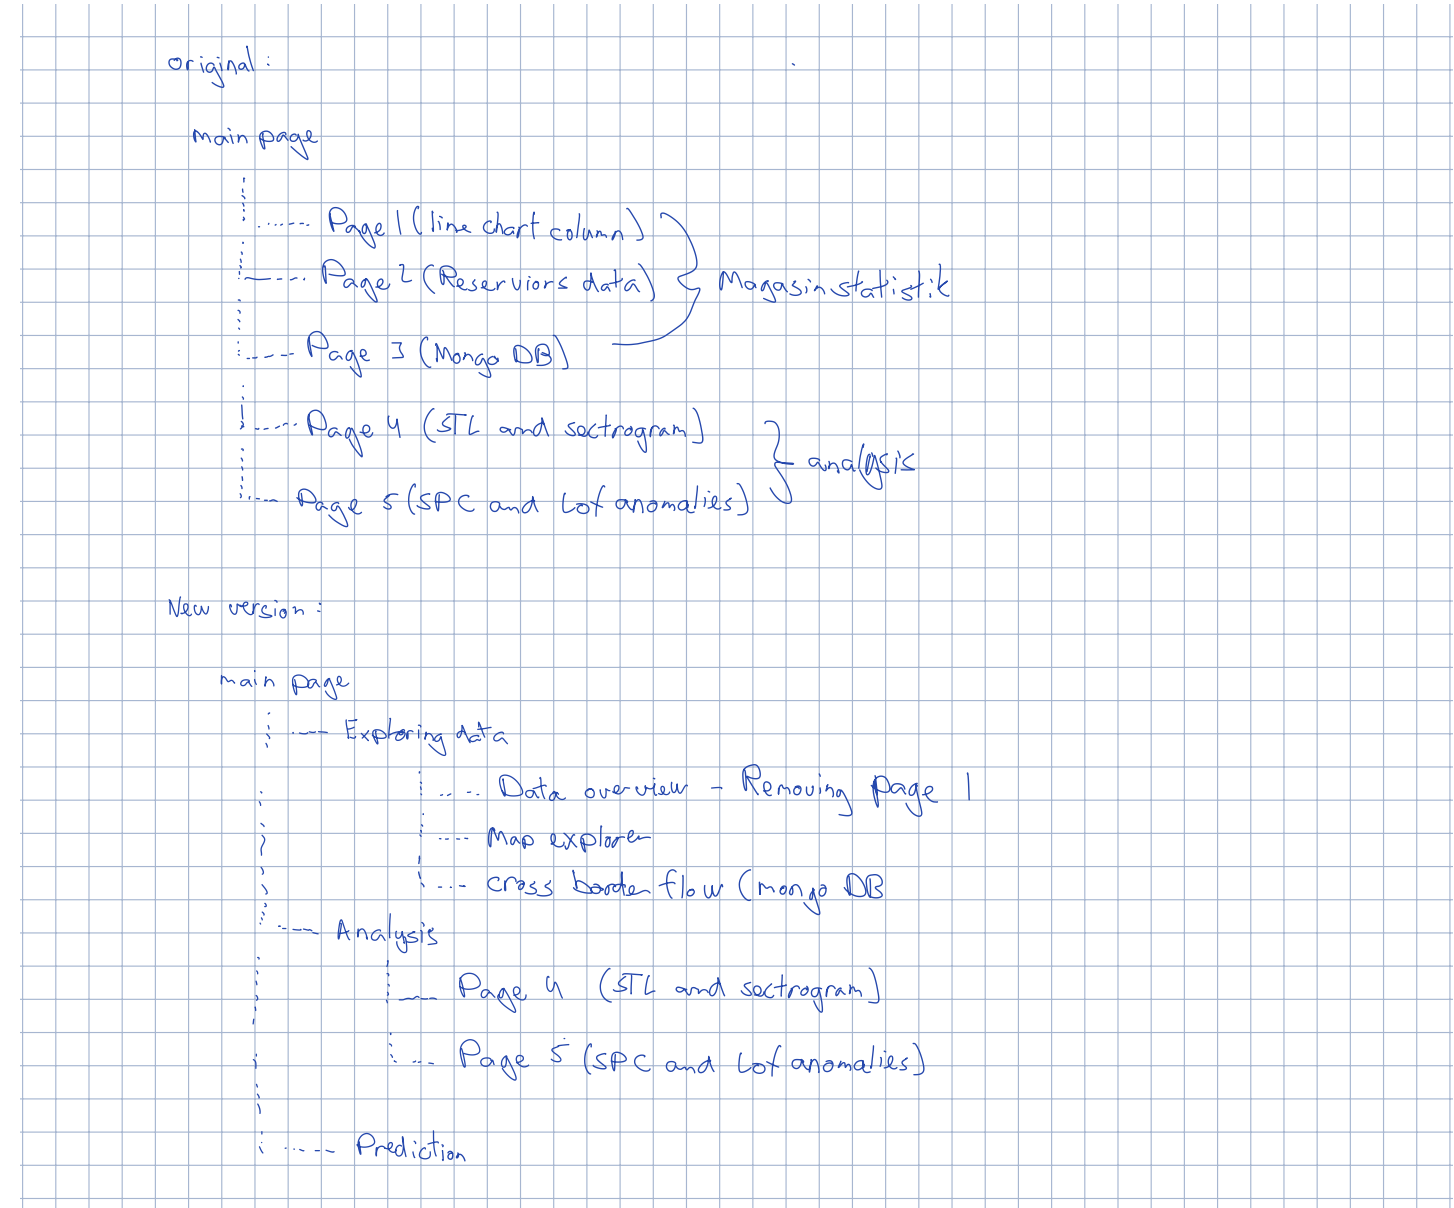 original:
main page
Page 1 (line chart column)
Page 2 (Reserviors data)
Magasinstatistik
Page 3 (Mongo DB)
Page 4 (STL and sectrogram)
analysis
Page 5 (SPC and Lof anomalies)
New version:
main page
Exploring data
Data overview - Removing page 1
Map explorer
cross border flow (mongo DB
Analysis
Page 4 (STL and sectrogram)
Page 5 (SPC and Lof anomalies)
Prediction